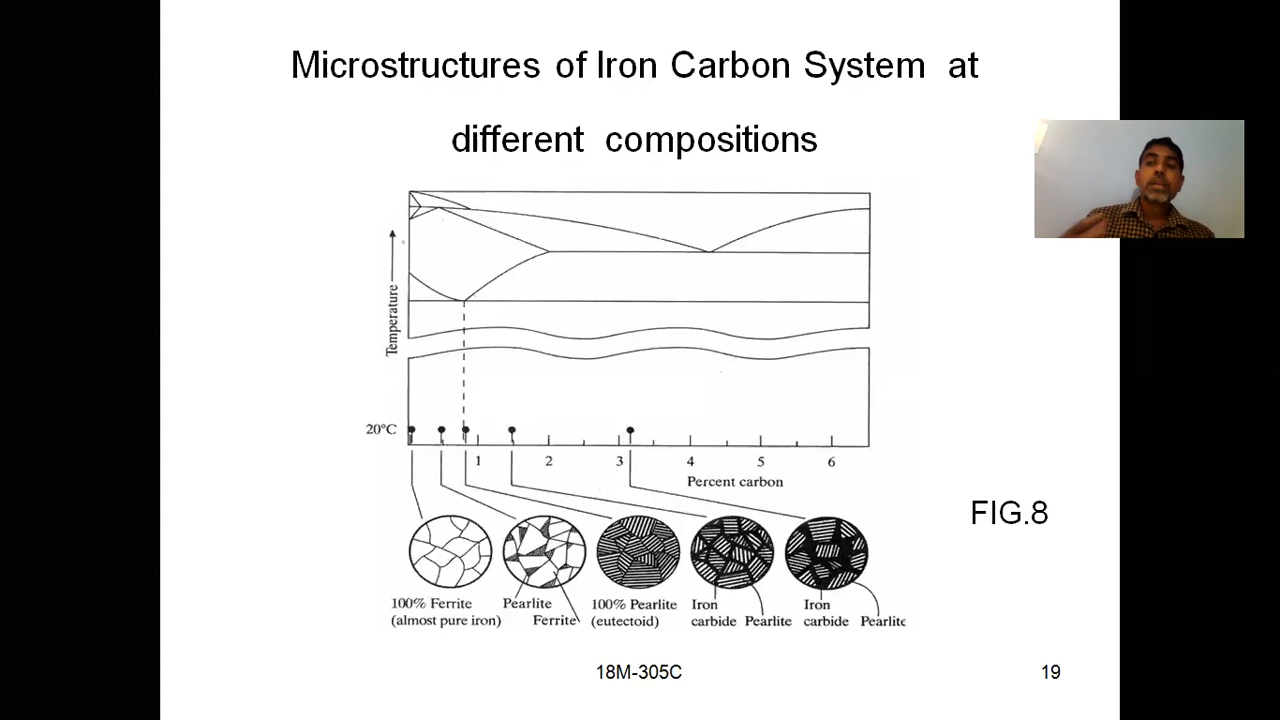 Microstructures of Iron Carbon System at
different compositions
Temperature
20°C
1 2 3 4 5 6
Percent carbon
FIG.8
100% Ferrite
(almost pure iron)
Pearlite
Ferrite
100% Pearlite
(eutectoid)
Iron
carbide Pearlite
Iron
carbide Pearlite
18M-305C
19